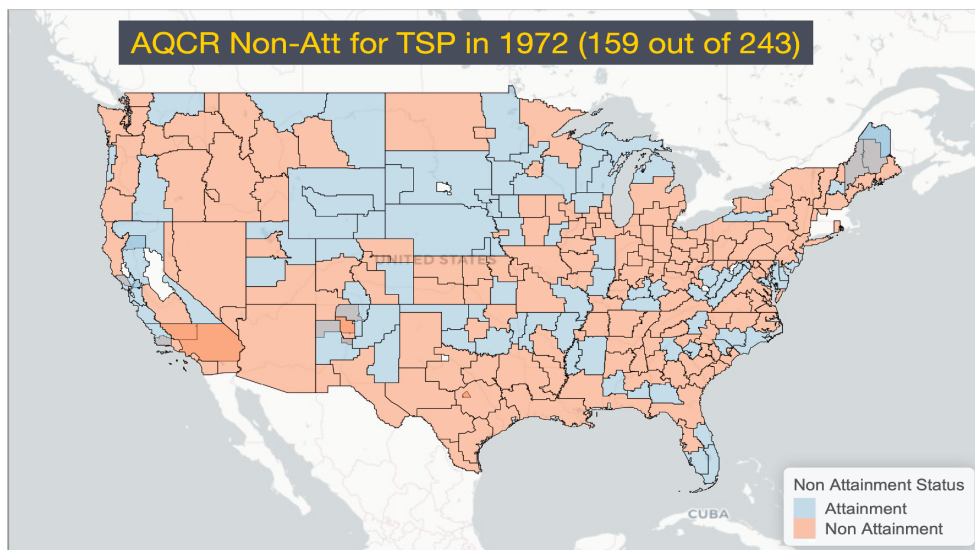 AQCR Non-Att for TSP in 1972 (159 out of 243)
UNITED STATES
Non Attainment Status
Attainment
Non Attainment
CUBA